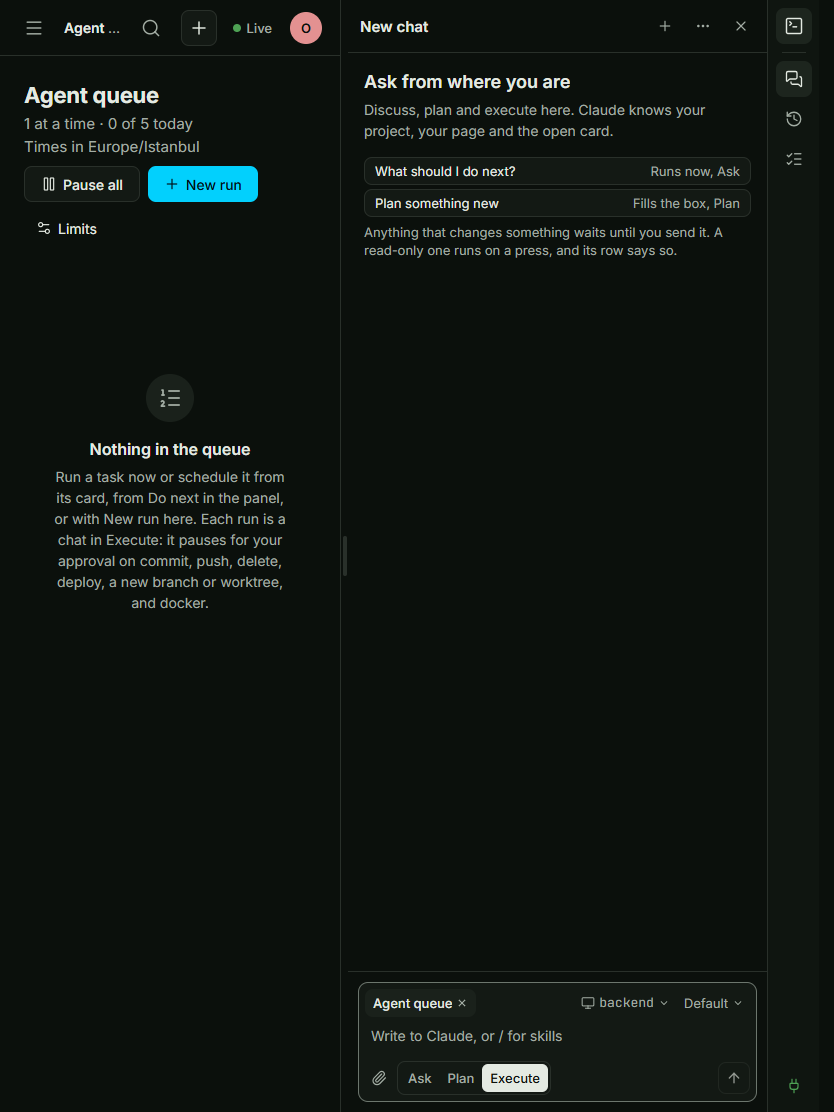 Agent ...
Live
O
Agent queue
1 at a time · 0 of 5 today
Times in Europe/Istanbul
Pause all
New run
Limits
Nothing in the queue
Run a task now or schedule it from
its card, from Do next in the panel,
or with New run here. Each run is a
chat in Execute: it pauses for your
approval on commit, push, delete,
deploy, a new branch or worktree,
and docker.
New chat
Ask from where you are
Discuss, plan and execute here. Claude knows your
project, your page and the open card.
What should I do next? Runs now, Ask
Plan something new Fills the box, Plan
Anything that changes something waits until you send it. A
read-only one runs on a press, and its row says so.
Agent queue backend Default
Write to Claude, or / for skills
Ask Plan Execute